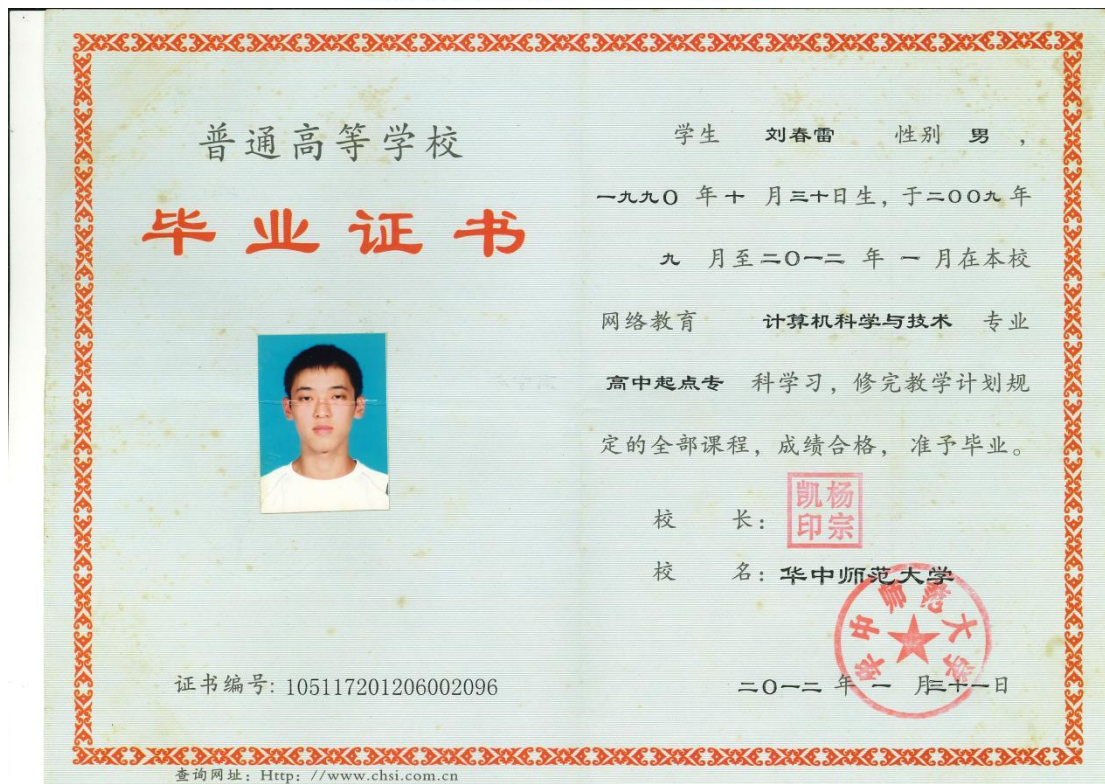 普通高等学校
毕业证书
证书编号: 105117201206002096
查询网址: Http: //www.chsi.com.cn
学生 刘春雷 性别 男,
一九九〇 年 十 月三十日生, 于二〇〇九年
九 月至二〇一二 年 一 月在本校
网络教育 计算机科学与技术 专业
高中起点专 科学习, 修完教学计划规
定的全部课程, 成绩合格, 准予毕业。
校 长: 杨宗凯印
校 名: 华中师范大学
华中师范大学
二〇一二 年 一 月三十一日